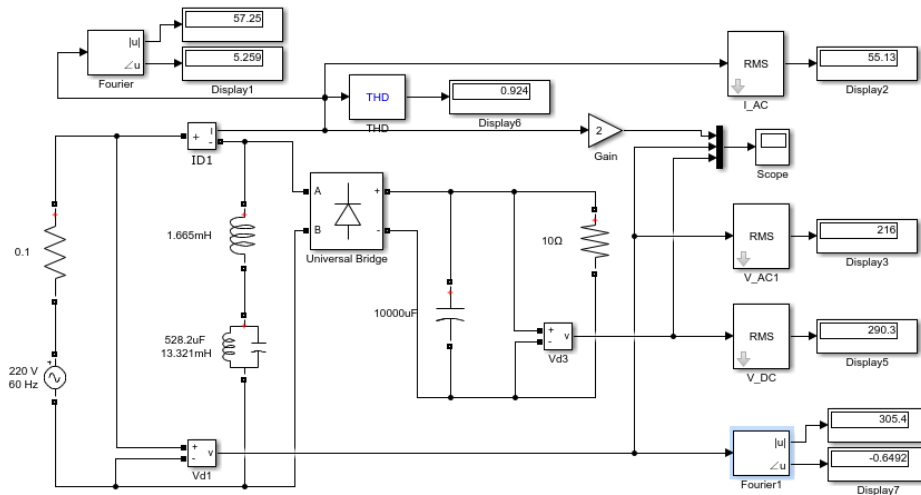 57.25
|u|
∠u
Fourier
5.259
Display1
RMS
I_AC
55.13
Display2
THD
THD
0.924
Display6
2
Gain
Scope
+
-
I
ID1
0.1
220 V
60 Hz
1.665mH
528.2uF
13.321mH
A
B
+
-
Universal Bridge
10000uF
10Ω
+
-
v
Vd3
RMS
V_AC1
216
Display3
RMS
V_DC
290.3
Display5
+
-
v
Vd1
|u|
∠u
Fourier1
305.4
-0.6492
Display7